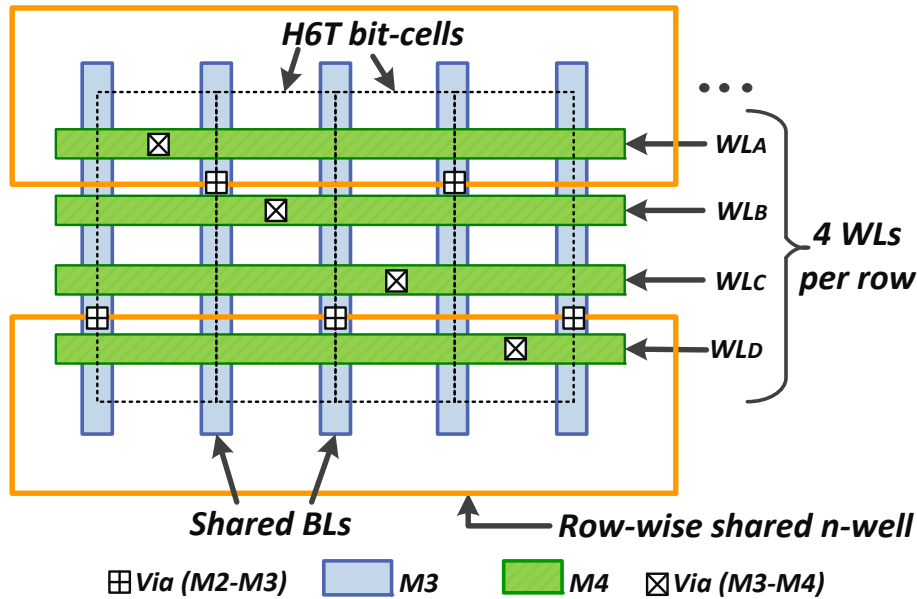 H6T bit-cells
WLA
WLB
WLC
WLD
4 WLs
per row
Shared BLs
Row-wise shared n-well
Via (M2-M3)
M3
M4
Via (M3-M4)